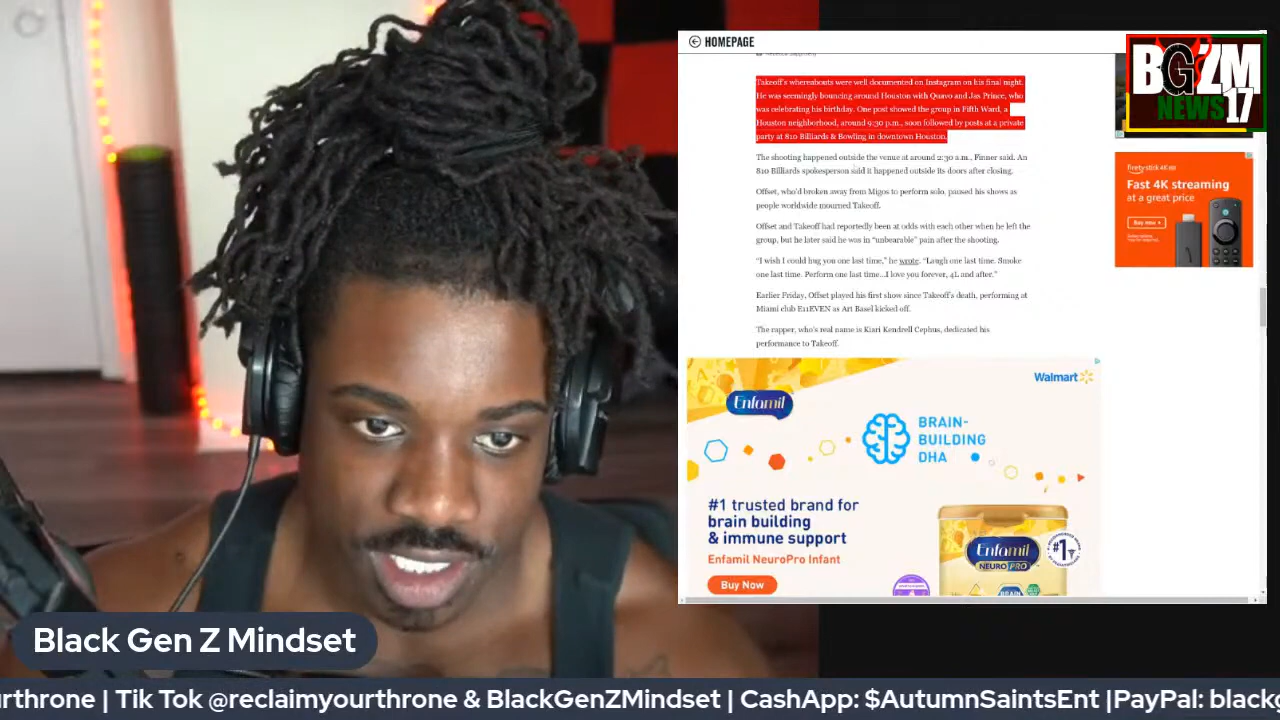 HOMEPAGE
Takeoff's whereabouts were well documented on Instagram on his final night.
He was seemingly bouncing around Houston with Quavo and Jas Prince, who
was celebrating his birthday. One post showed the group in Fifth Ward, a
Houston neighborhood, around 9:30 p.m., soon followed by posts at a private
party at 810 Billiards & Bowling in downtown Houston.
The shooting happened outside the venue at around 2:30 a.m., Finner said. An
810 Billiards spokesperson said it happened outside its doors after closing.
Offset, who'd broken away from Migos to perform solo, paused his shows as
people worldwide mourned Takeoff.
Offset and Takeoff had reportedly been at odds with each other when he left the
group, but he later said he was in "unbearable" pain after the shooting.
"I wish I could hug you one last time," he wrote. "Laugh one last time. Smoke
one last time. Perform one last time...I love you forever, 4L and after."
Earlier Friday, Offset played his first show since Takeoff's death, performing at
Miami club E11EVEN as Art Basel kicked off.
The rapper, who's real name is Kiari Kendrell Cephus, dedicated his
performance to Takeoff.
BGZM
NEWS 17
firetvstick 4K
Fast 4K streaming
at a great price
Buy now
Walmart
Enfamil
BRAIN-
BUILDING
DHA
#1 trusted brand for
brain building
& immune support
Enfamil NeuroPro Infant
Buy Now
Enfamil
NEUROPRO
#1
BRAIN
Black Gen Z Mindset
urthrone | Tik Tok @reclaimyourthrone & BlackGenZMindset | CashApp: $AutumnSaintsEnt |PayPal: blackg